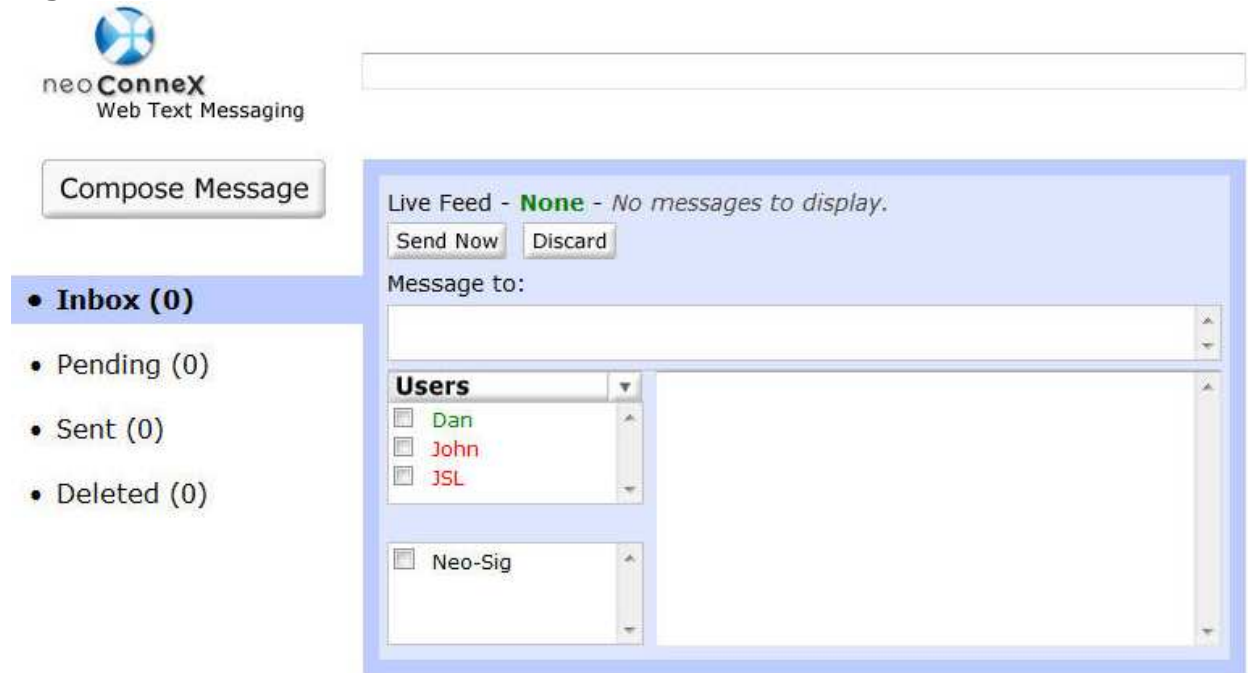 neoConneX
Web Text Messaging
Compose Message
• Inbox (0)
• Pending (0)
• Sent (0)
• Deleted (0)
Live Feed - None - No messages to display.
Send Now Discard
Message to:
Users
Dan
John
JSL
Neo-Sig